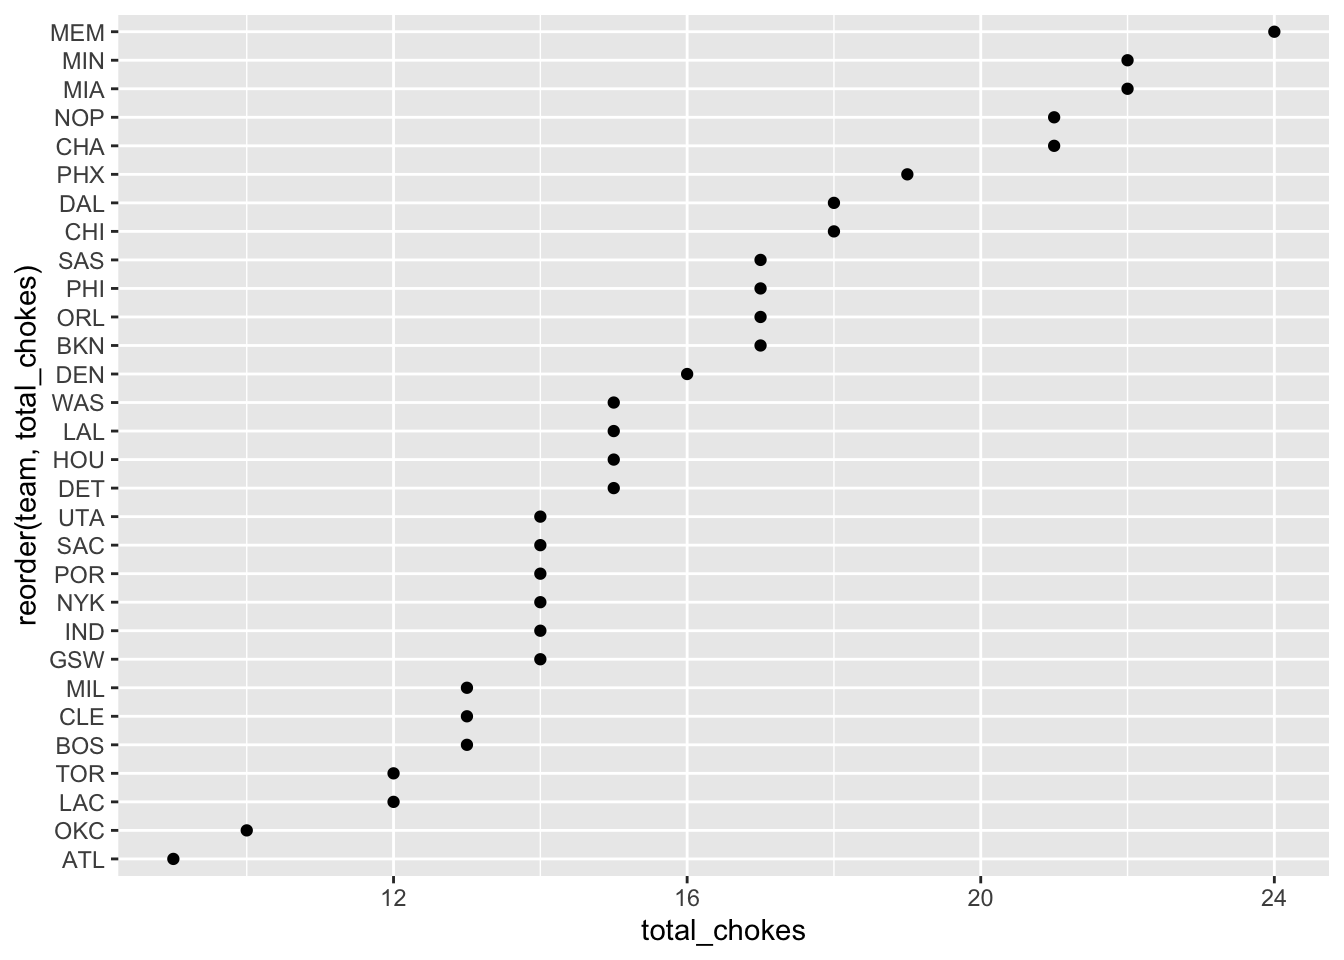 reorder(team, total_chokes)
MEM
MIN
MIA
NOP
CHA
PHX
DAL
CHI
SAS
PHI
ORL
BKN
DEN
WAS
LAL
HOU
DET
UTA
SAC
POR
NYK
IND
GSW
MIL
CLE
BOS
TOR
LAC
OKC
ATL
12 16 20 24
total_chokes